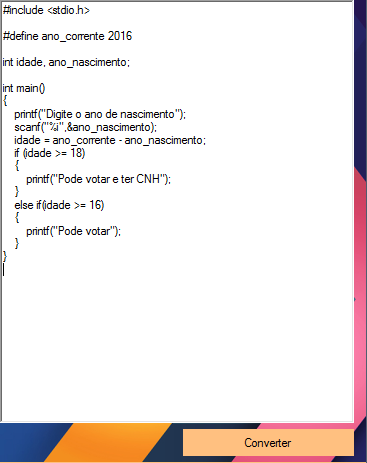 #include <stdio.h>
#define ano_corrente 2016
int idade, ano_nascimento;
int main()
{
printf("Digite o ano de nascimento");
scanf("%i",&ano_nascimento);
idade = ano_corrente - ano_nascimento;
if (idade >= 18)
{
printf("Pode votar e ter CNH");
}
else if(idade >= 16)
{
printf("Pode votar");
}
}
Converter